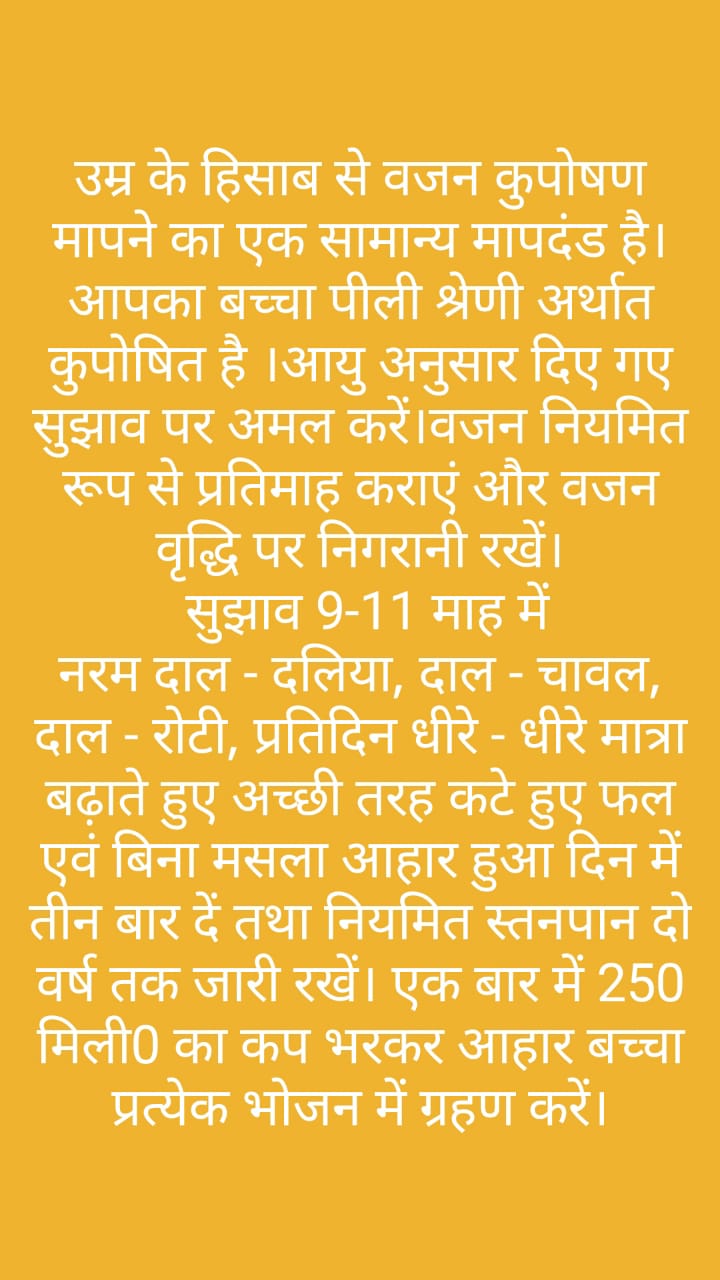 उम्र के हिसाब से वजन कुपोषण
मापने का एक सामान्य मापदंड है।
आपका बच्चा पीली श्रेणी अर्थात
कुपोषित है ।आयु अनुसार दिए गए
सुझाव पर अमल करें।वजन नियमित
रूप से प्रतिमाह कराएं और वजन
वृद्धि पर निगरानी रखें।
सुझाव 9-11 माह में
नरम दाल - दलिया, दाल - चावल,
दाल - रोटी, प्रतिदिन धीरे - धीरे मात्रा
बढ़ाते हुए अच्छी तरह कटे हुए फल
एवं बिना मसला आहार हुआ दिन में
तीन बार दें तथा नियमित स्तनपान दो
वर्ष तक जारी रखें। एक बार में 250
मिली0 का कप भरकर आहार बच्चा
प्रत्येक भोजन में ग्रहण करें।